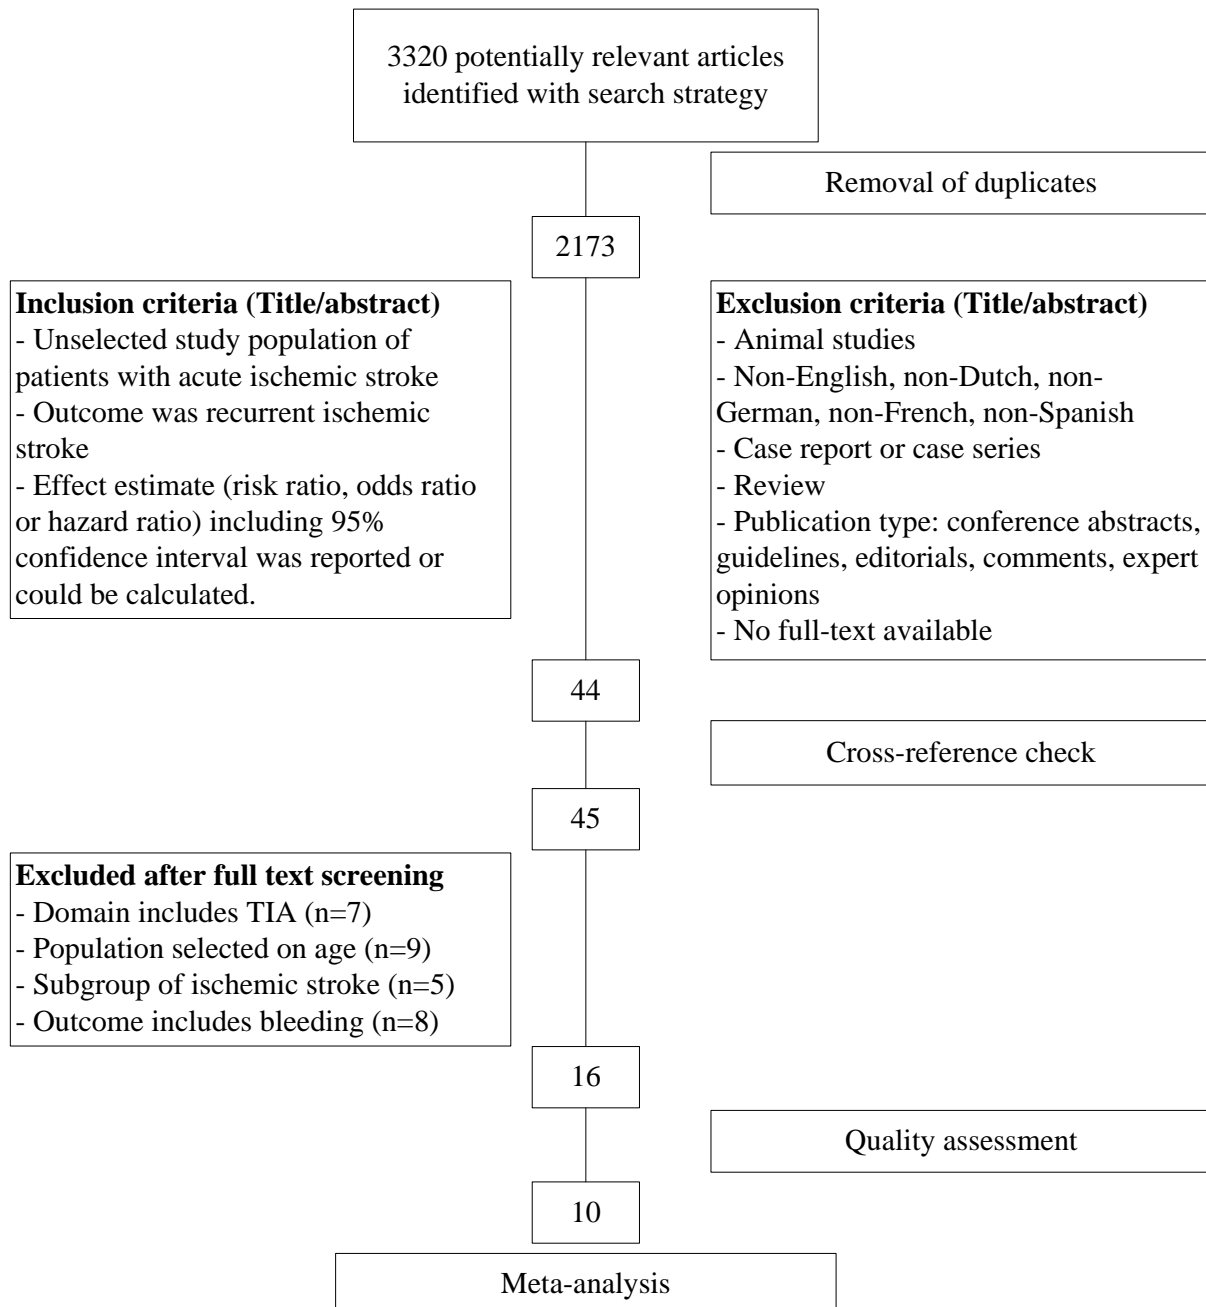 3320 potentially relevant articles
identified with search strategy
Removal of duplicates
2173
Inclusion criteria (Title/abstract)
- Unselected study population of
patients with acute ischemic stroke
- Outcome was recurrent ischemic
stroke
- Effect estimate (risk ratio, odds ratio
or hazard ratio) including 95%
confidence interval was reported or
could be calculated.
Exclusion criteria (Title/abstract)
- Animal studies
- Non-English, non-Dutch, non-
German, non-French, non-Spanish
- Case report or case series
- Review
- Publication type: conference abstracts,
guidelines, editorials, comments, expert
opinions
- No full-text available
44
Cross-reference check
45
Excluded after full text screening
- Domain includes TIA (n=7)
- Population selected on age (n=9)
- Subgroup of ischemic stroke (n=5)
- Outcome includes bleeding (n=8)
16
Quality assessment
10
Meta-analysis